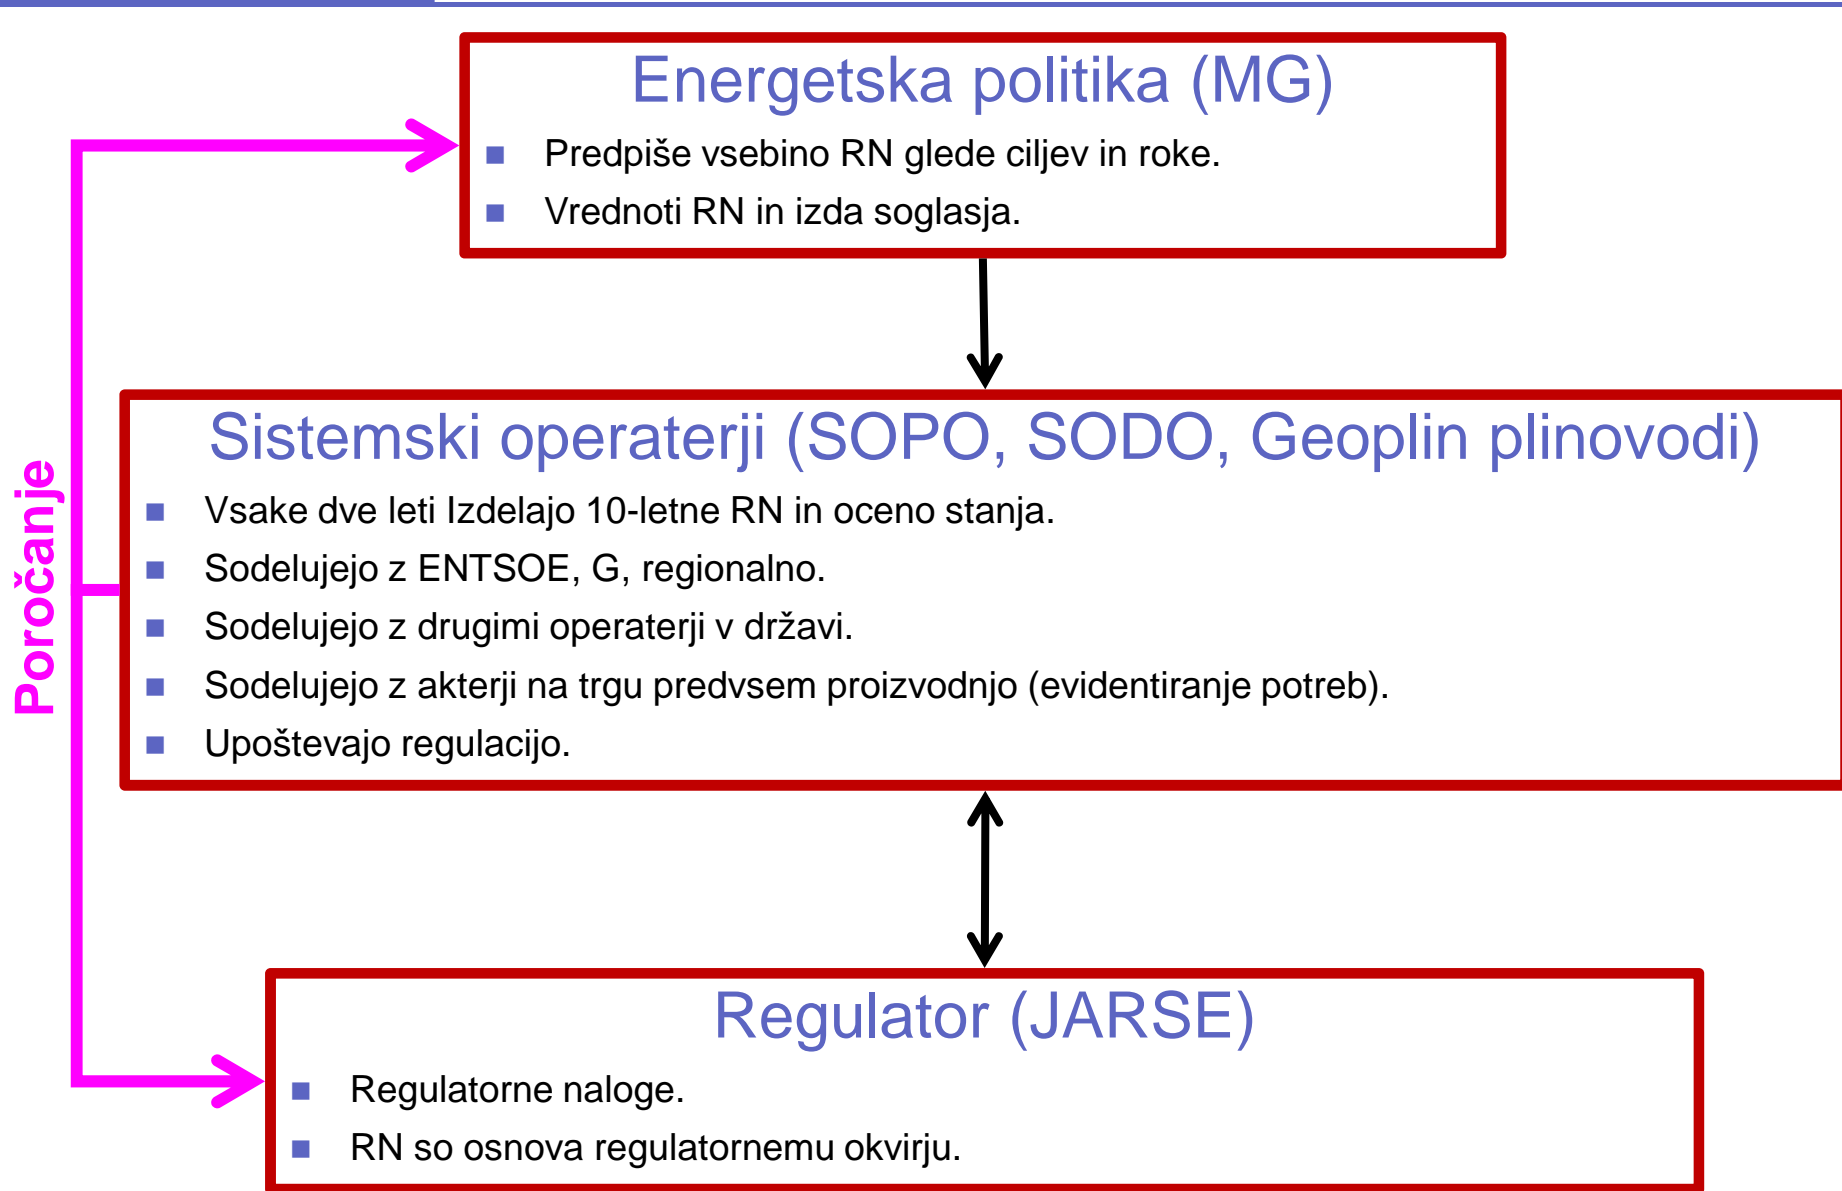 Energetska politika (MG)
Predpiše vsebino RN glede ciljev in roke.
Vrednoti RN in izda soglasja.
Poročanje
Sistemski operaterji (SOPO, SODO, Geoplin plinovodi)
Vsake dve leti Izdelajo 10-letne RN in oceno stanja.
Sodelujejo z ENTSOE, G, regionalno.
Sodelujejo z drugimi operaterji v državi.
Sodelujejo z akterji na trgu predvsem proizvodnjo (evidentiranje potreb).
Upoštevajo regulacijo.
Regulator (JARSE)
Regulatorne naloge.
RN so osnova regulatornemu okvirju.